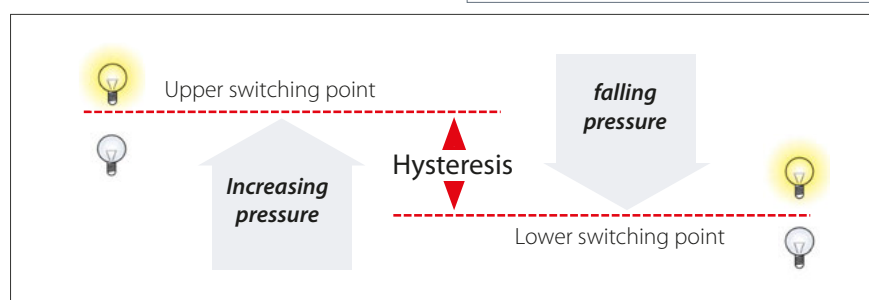 Upper switching point
falling
pressure
Hysteresis
Increasing
pressure
Lower switching point